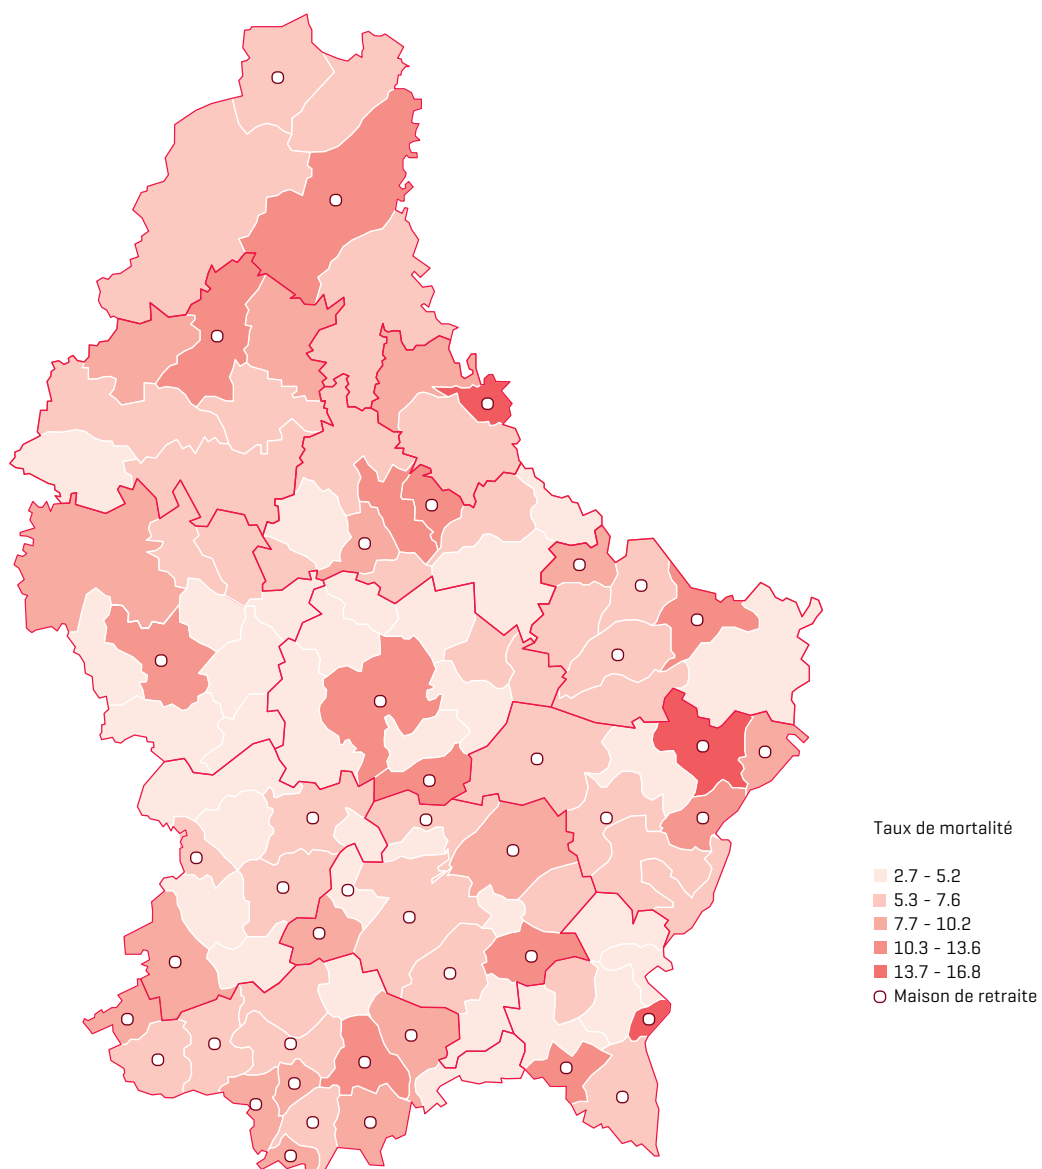 Taux de mortalité
2.7 - 5.2
5.3 - 7.6
7.7 - 10.2
10.3 - 13.6
13.7 - 16.8
Maison de retraite